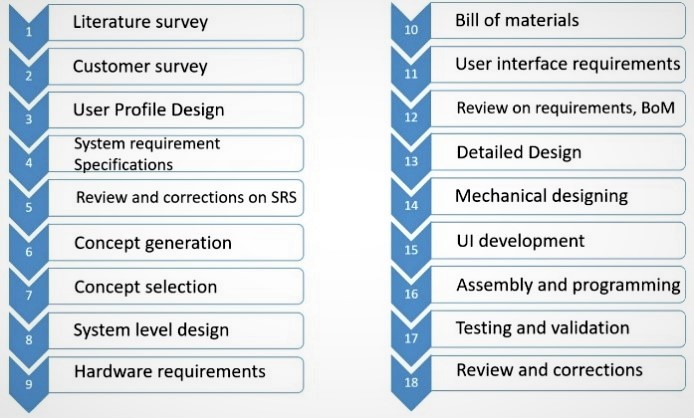 1 Literature survey
2 Customer survey
3 User Profile Design
4 System requirement
Specifications
5 Review and corrections on SRS
6 Concept generation
7 Concept selection
8 System level design
9 Hardware requirements
10 Bill of materials
11 User interface requirements
12 Review on requirements, BoM
13 Detailed Design
14 Mechanical designing
15 UI development
16 Assembly and programming
17 Testing and validation
18 Review and corrections